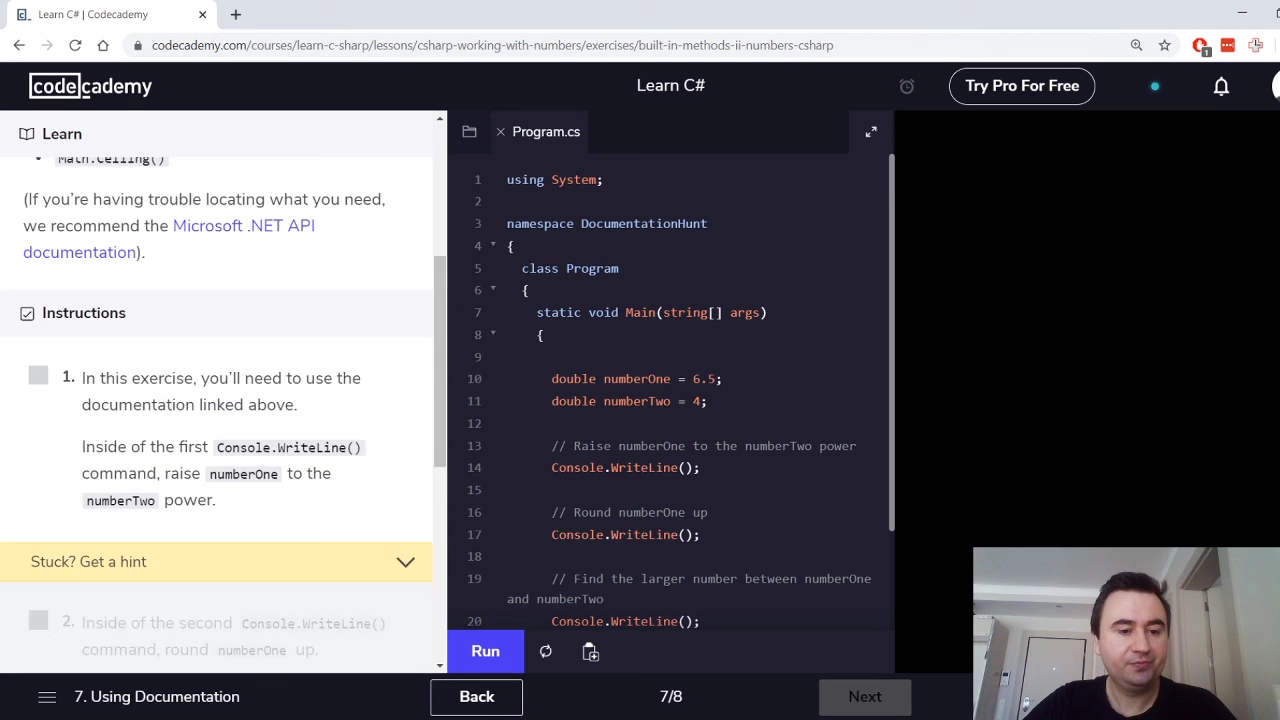 Learn C# | Codecademy
codecademy.com/courses/learn-c-sharp/lessons/csharp-working-with-numbers/exercises/built-in-methods-ii-numbers-csharp
1
codecademy
Learn C#
Try Pro For Free
Learn
Math.Ceiling()
(If you're having trouble locating what you need,
we recommend the Microsoft .NET API
documentation).
Instructions
1. In this exercise, you'll need to use the
documentation linked above.
Inside of the first Console.WriteLine()
command, raise numberOne to the
numberTwo power.
Stuck? Get a hint
2. Inside of the second Console.WriteLine()
command, round numberOne up.
Program.cs
1 using System;
2
3 namespace DocumentationHunt
4 {
5 class Program
6 {
7 static void Main(string[] args)
8 {
9
10 double numberOne = 6.5;
11 double numberTwo = 4;
12
13 // Raise numberOne to the numberTwo power
14 Console.WriteLine();
15
16 // Round numberOne up
17 Console.WriteLine();
18
19 // Find the larger number between numberOne
and numberTwo
20 Console.WriteLine();
Run
7. Using Documentation
Back
7/8
Next